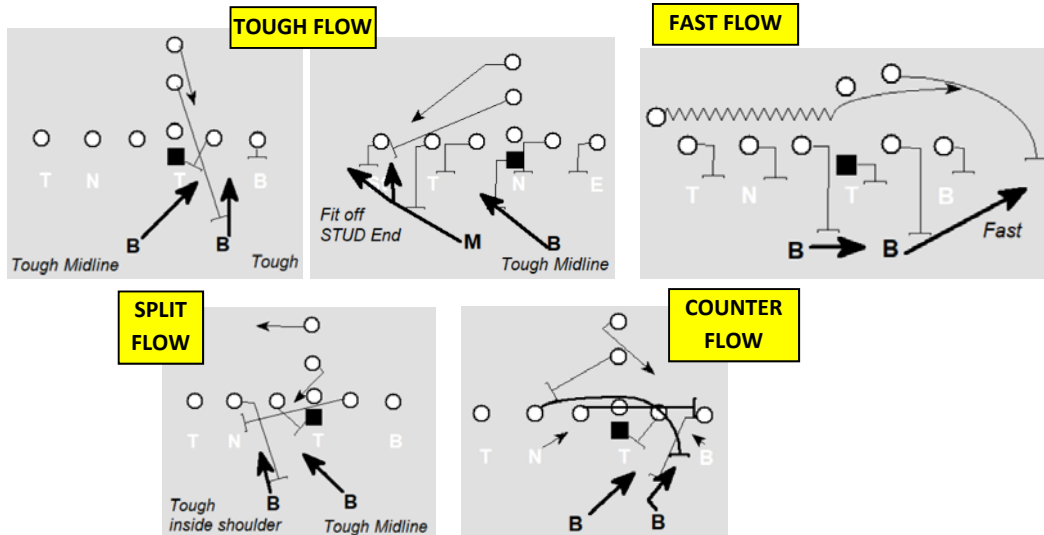 TOUGH FLOW
T N T B
B B
Tough Midline Tough
T N E
Fit off
STUD End
M B
Tough Midline
FAST FLOW
T N T B
B B
Fast
SPLIT
FLOW
T N T B
B B
Tough
inside shoulder Tough Midline
COUNTER
FLOW
T N T B
B B